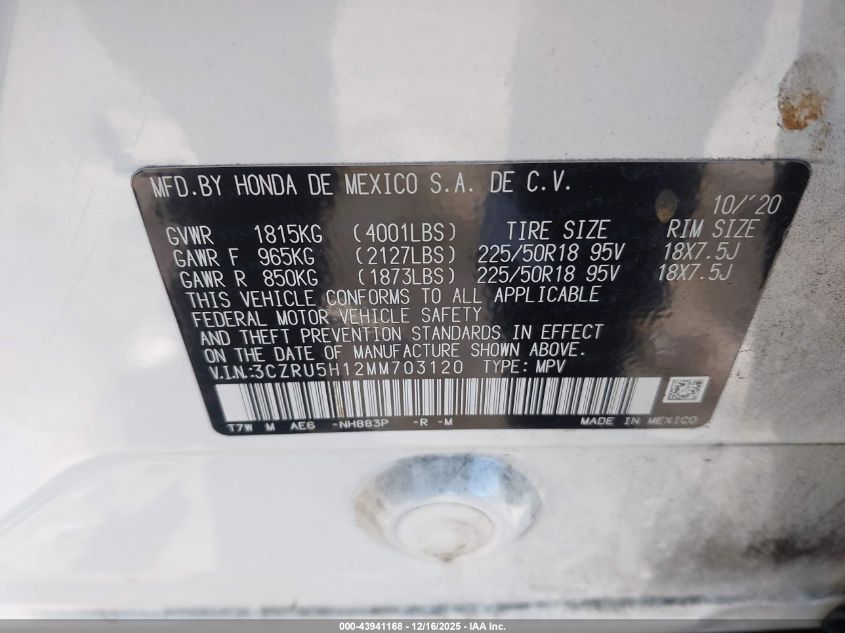 MFD.BY HONDA DE MEXICO S.A. DE C.V.
10/'20
GVWR 1815KG (4001LBS) TIRE SIZE RIM SIZE
GAWR F 965KG (2127LBS) 225/50R18 95V 18X7.5J
GAWR R 850KG (1873LBS) 225/50R18 95V 18X7.5J
THIS VEHICLE CONFORMS TO ALL APPLICABLE
FEDERAL MOTOR VEHICLE SAFETY
AND THEFT PREVENTION STANDARDS IN EFFECT
ON THE DATE OF MANUFACTURE SHOWN ABOVE.
V.I.N.:3CZRU5H12MM703120 TYPE: MPV
T7W M AE6 -NH883P -R -M MADE IN MEXICO
000-43941168 - 12/16/2025 - IAA Inc.